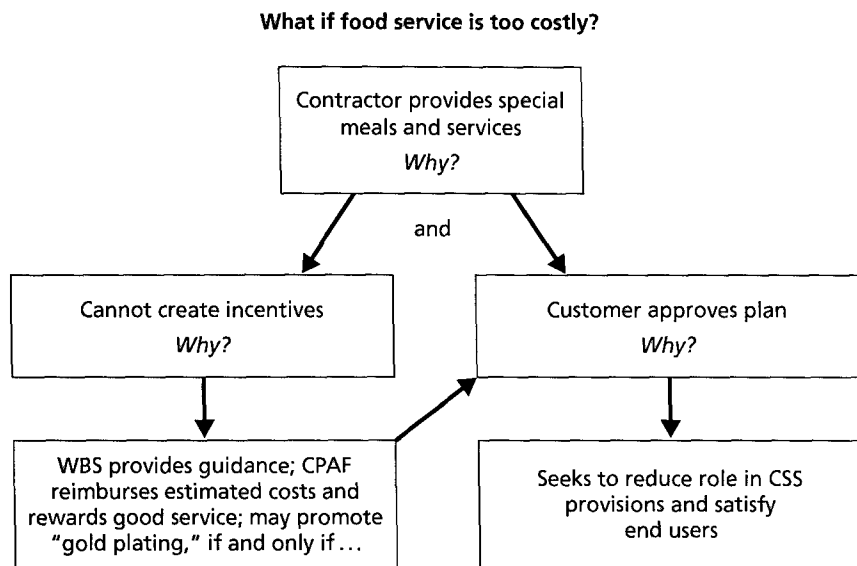 What if food service is too costly?
Contractor provides special
meals and services
Why?
and
Cannot create incentives
Why?
Customer approves plan
Why?
WBS provides guidance; CPAF
reimburses estimated costs and
rewards good service; may promote
“gold plating,” if and only if…
Seeks to reduce role in CSS
provisions and satisfy
end users